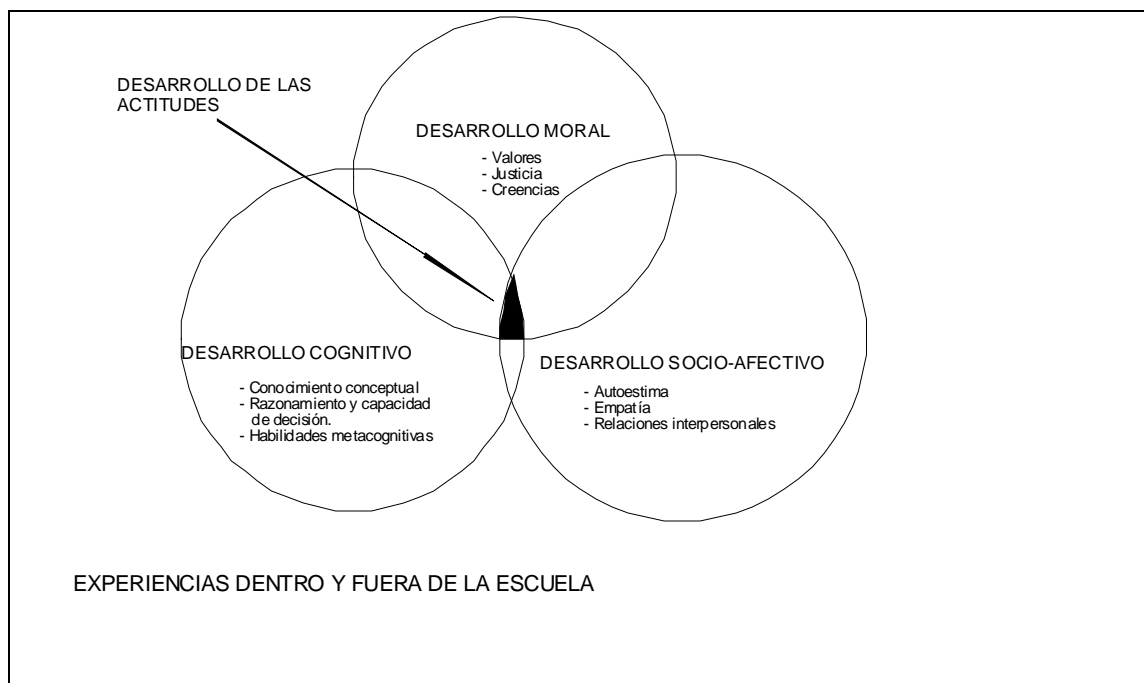 DESARROLLO DE LAS
ACTITUDES
DESARROLLO MORAL
- Valores
- Justicia
- Creencias
DESARROLLO COGNITIVO
- Conocimiento conceptual
- Razonamiento y capacidad
de decisión.
- Habilidades metacognitivas
DESARROLLO SOCIO-AFECTIVO
- Autoestima
- Empatía
- Relaciones interpersonales
EXPERIENCIAS DENTRO Y FUERA DE LA ESCUELA